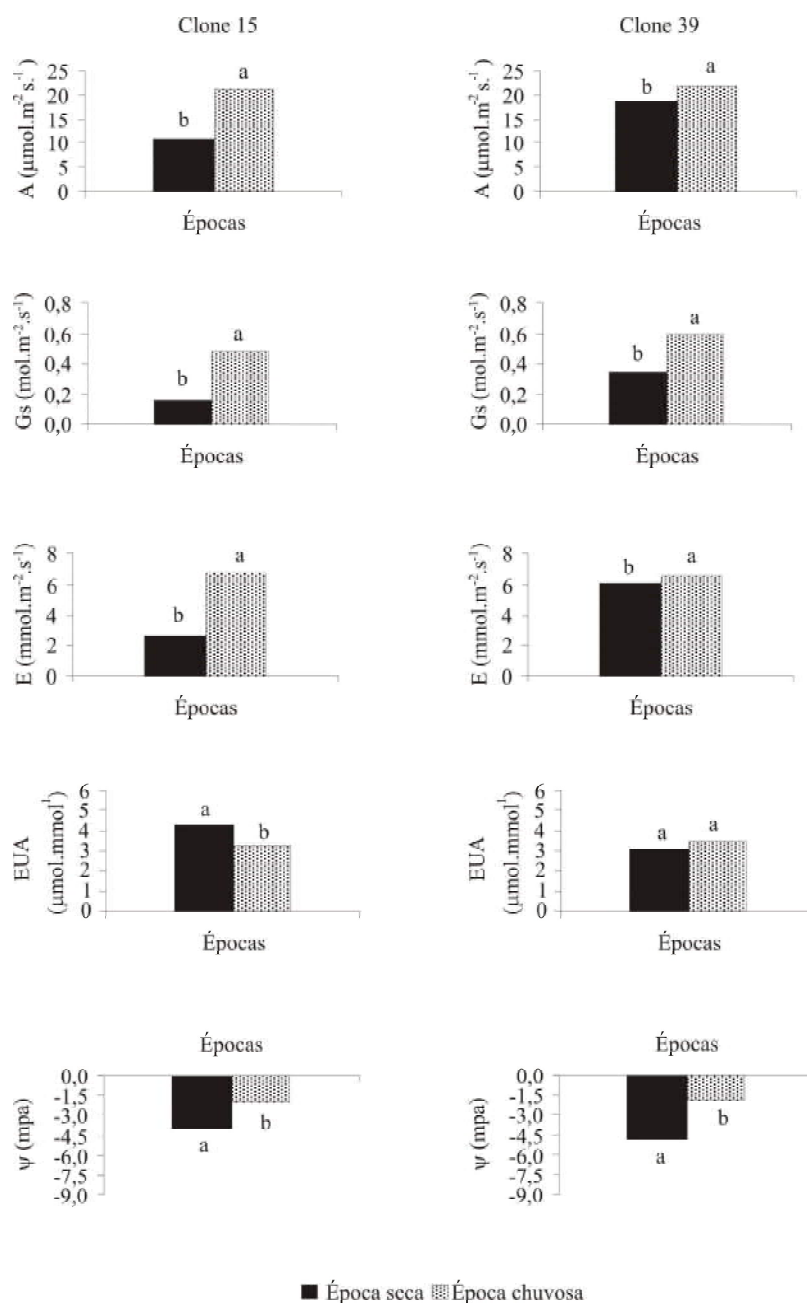 Clone 15
Clone 39
A (µmol.m⁻² s⁻¹)
25
20
15
10
5
0
b
a
Épocas
A (µmol.m⁻² s⁻¹)
25
20
15
10
5
0
b
a
Épocas
Gs (mol.m⁻².s⁻¹)
0,8
0,6
0,4
0,2
0,0
b
a
Épocas
Gs (mol.m⁻².s⁻¹)
0,8
0,6
0,4
0,2
0,0
b
a
Épocas
E (mmol.m⁻².s⁻¹)
8
6
4
2
0
b
a
Épocas
E (mmol.m⁻².s⁻¹)
8
6
4
2
0
b
a
Épocas
EUA
(µmol.mmol¹)
6
5
4
3
2
1
0
a
b
Épocas
EUA
(µmol.mmol¹)
6
5
4
3
2
1
0
a
a
Épocas
Épocas
ψ (mpa)
0,0
-1,5
-3,0
-4,5
-6,0
-7,5
-9,0
a
b
Épocas
ψ (mpa)
0,0
-1,5
-3,0
-4,5
-6,0
-7,5
-9,0
a
b
Época seca Época chuvosa